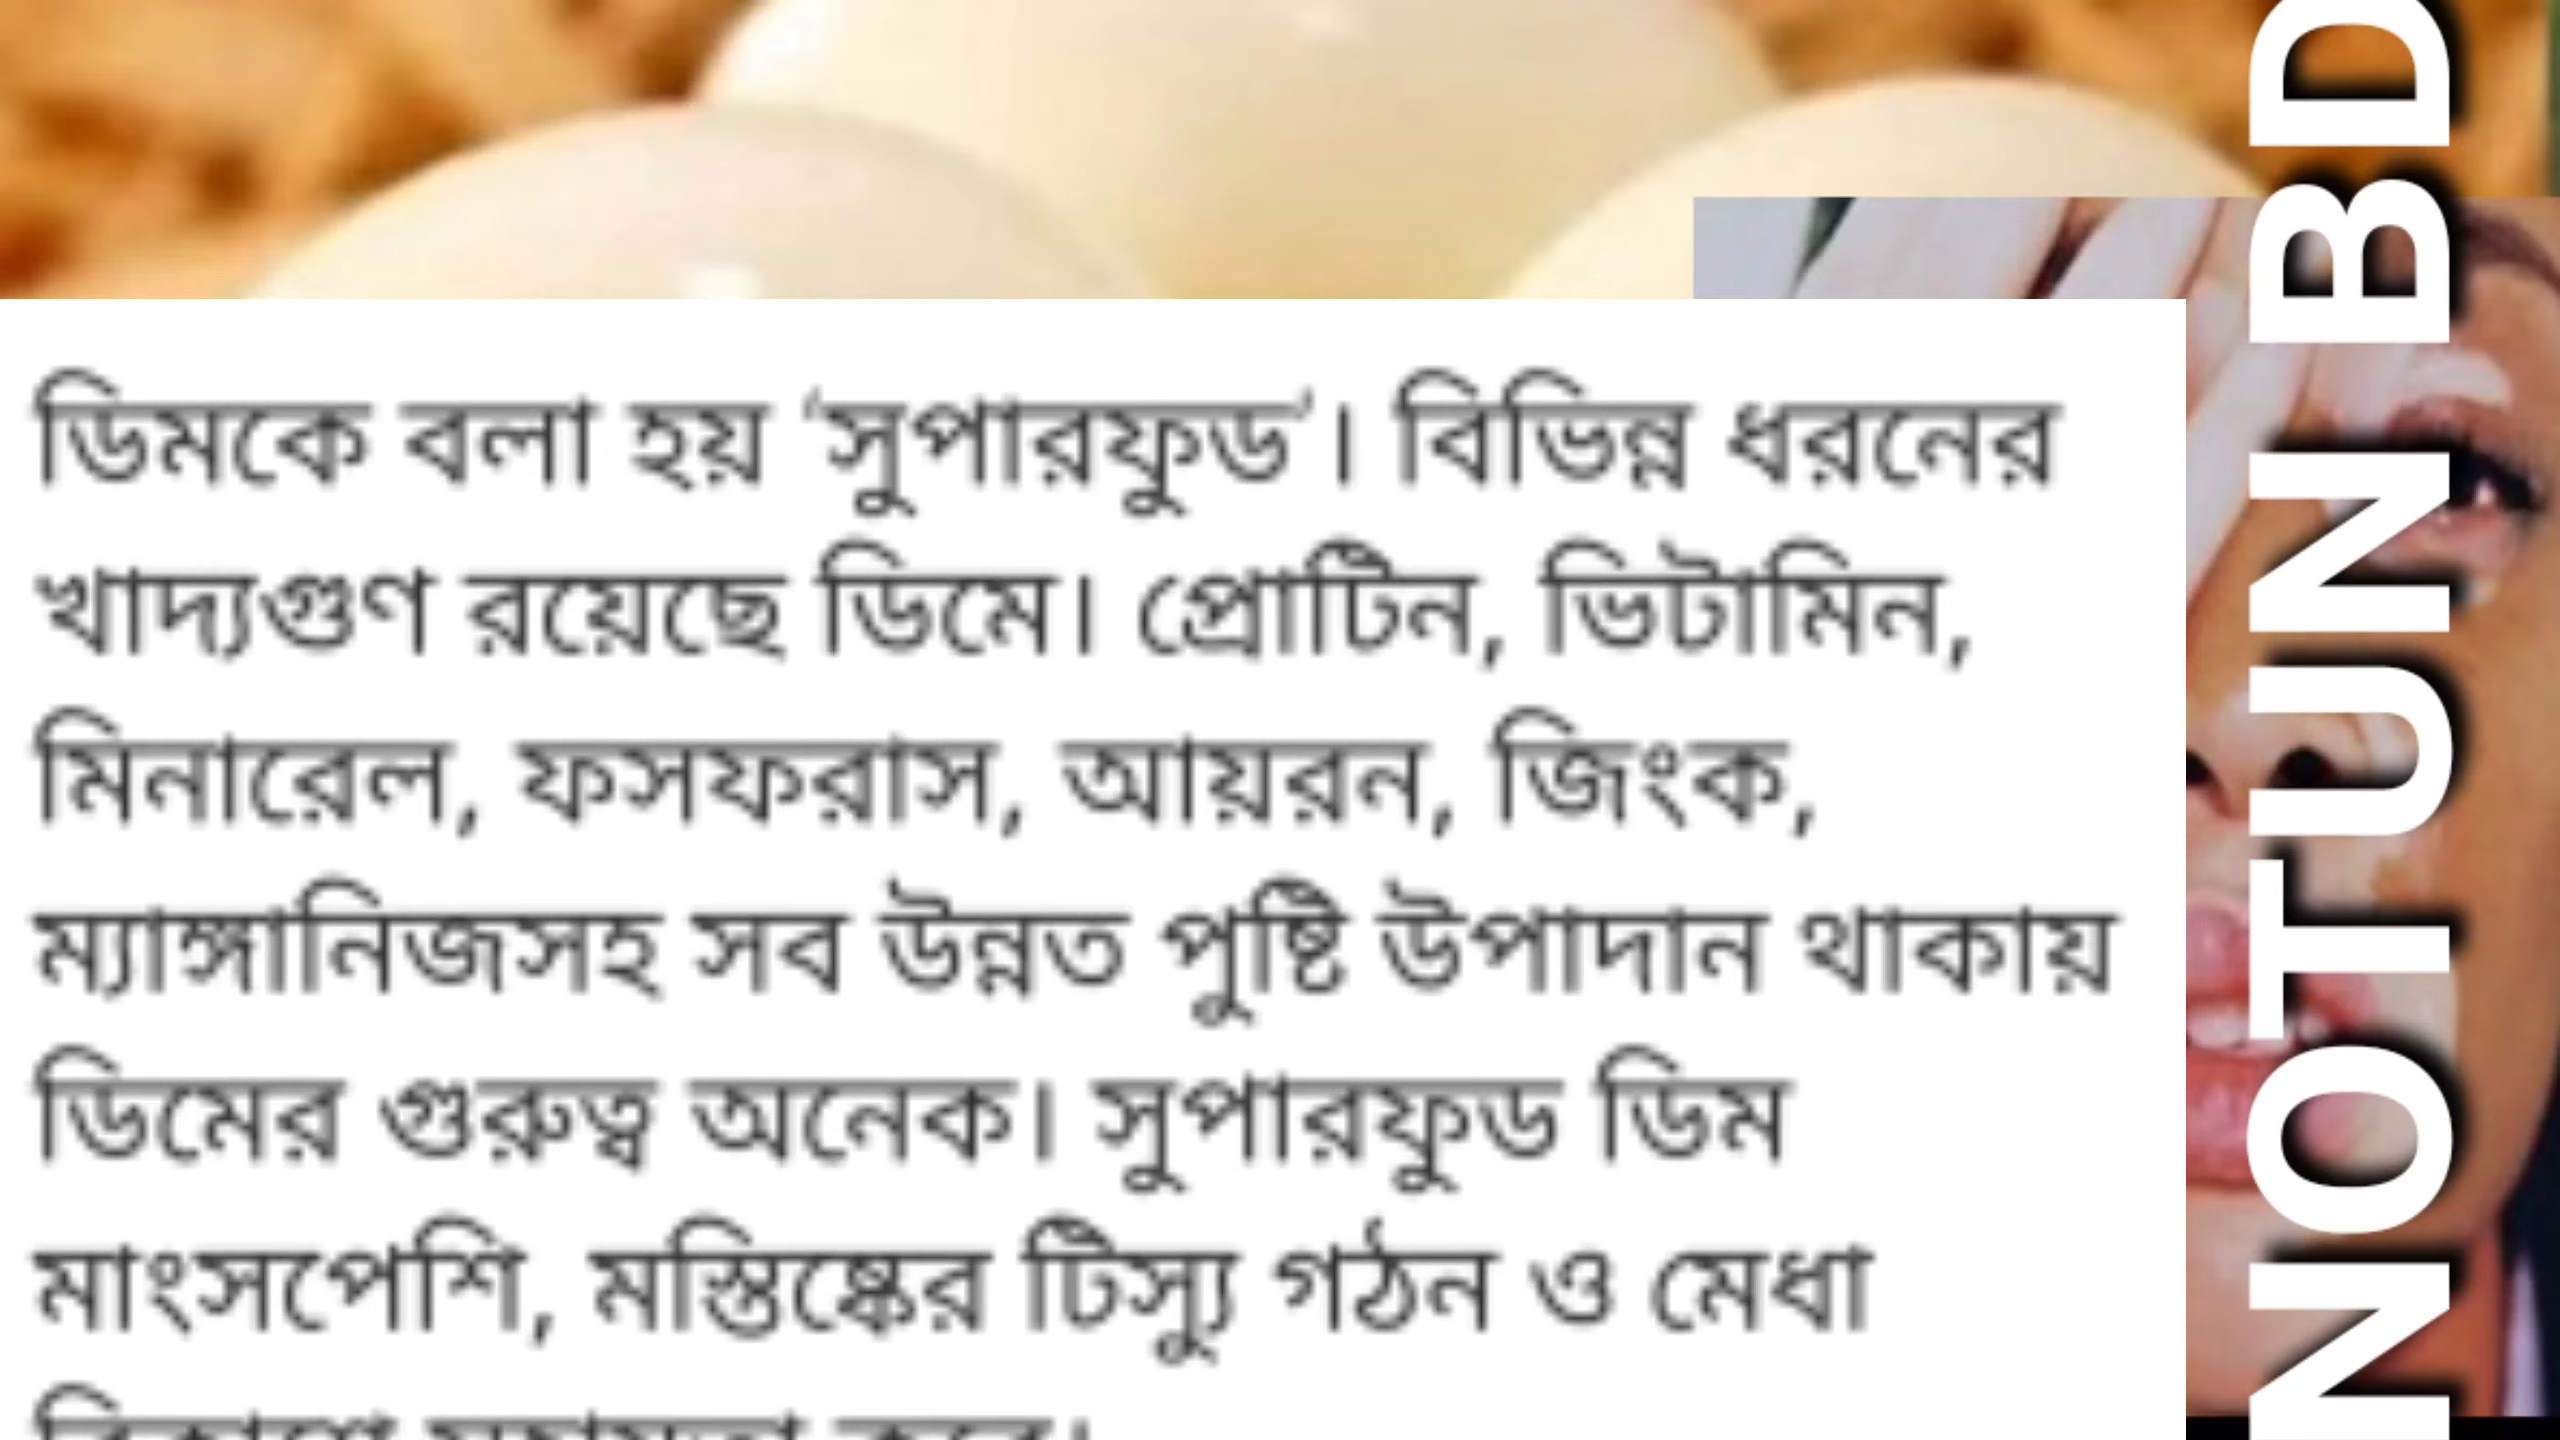 ডিমকে বলা হয় ‘সুপারফুড’। বিভিন্ন ধরনের
খাদ্যগুণ রয়েছে ডিমে। প্রোটিন, ভিটামিন,
মিনারেল, ফসফরাস, আয়রন, জিংক,
ম্যাঙ্গানিজসহ সব উন্নত পুষ্টি উপাদান থাকায়
ডিমের গুরুত্ব অনেক। সুপারফুড ডিম
মাংসপেশি, মস্তিষ্কের টিস্যু গঠন ও মেধা
NOTUN BD